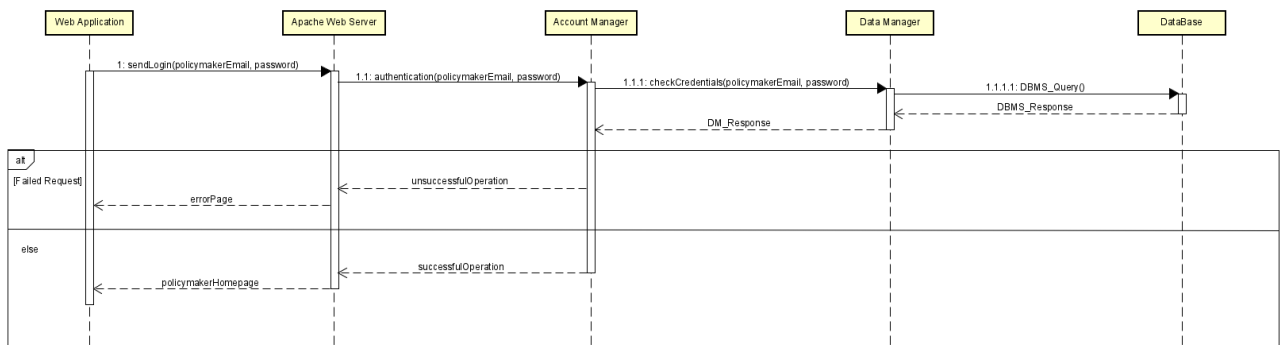 Web Application
Apache Web Server
Account Manager
Data Manager
DataBase
1: sendLogin(policymakerEmail, password)
1.1: authentication(policymakerEmail, password)
1.1.1: checkCredentials(policymakerEmail, password)
1.1.1.1: DBMS_Query()
DBMS_Response
DM_Response
alt
[Failed Request]
unsuccessfulOperation
errorPage
else
successfulOperation
policymakerHomepage